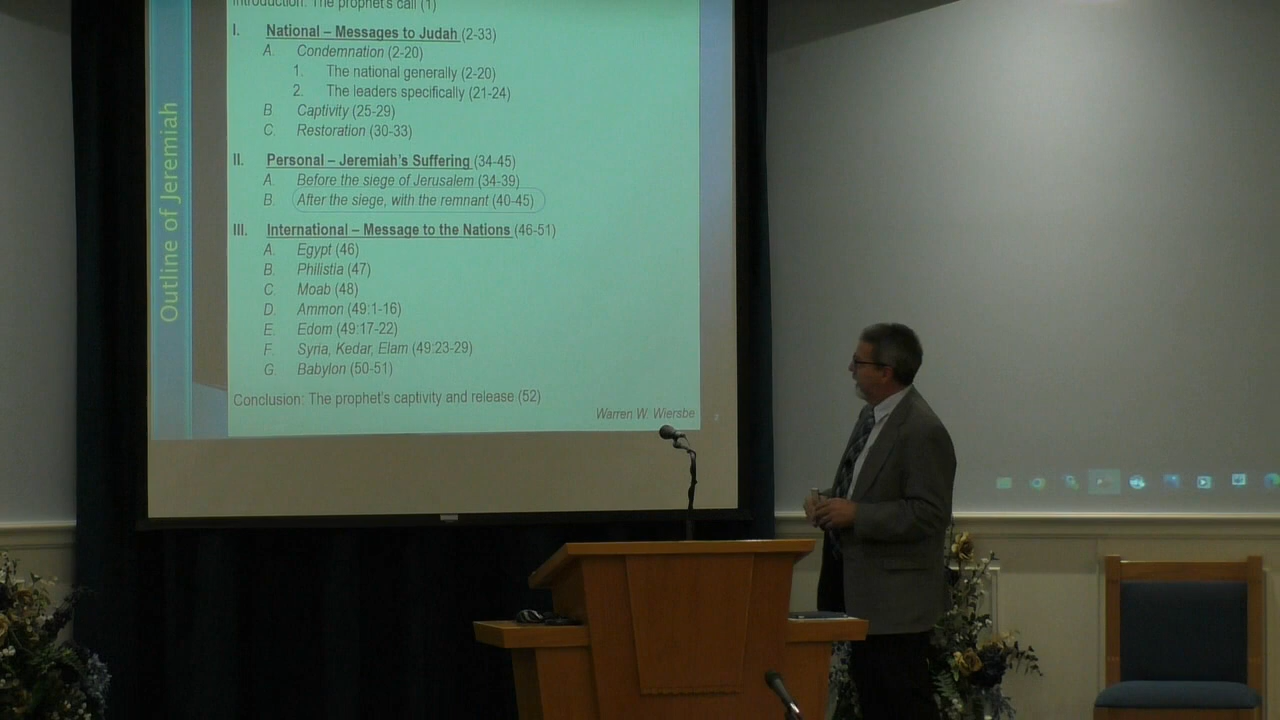 Introduction: The prophet's call (1)
I. National – Messages to Judah (2-33)
A. Condemnation (2-20)
1. The national generally (2-20)
2. The leaders specifically (21-24)
B Captivity (25-29)
C. Restoration (30-33)
II. Personal – Jeremiah's Suffering (34-45)
A. Before the siege of Jerusalem (34-39)
B. After the siege, with the remnant (40-45)
III. International – Message to the Nations (46-51)
A. Egypt (46)
B. Philistia (47)
C. Moab (48)
D. Ammon (49:1-16)
E. Edom (49:17-22)
F. Syria, Kedar, Elam (49:23-29)
G. Babylon (50-51)
Conclusion: The prophet's captivity and release (52)
Warren W. Wiersbe
Outline of Jeremiah